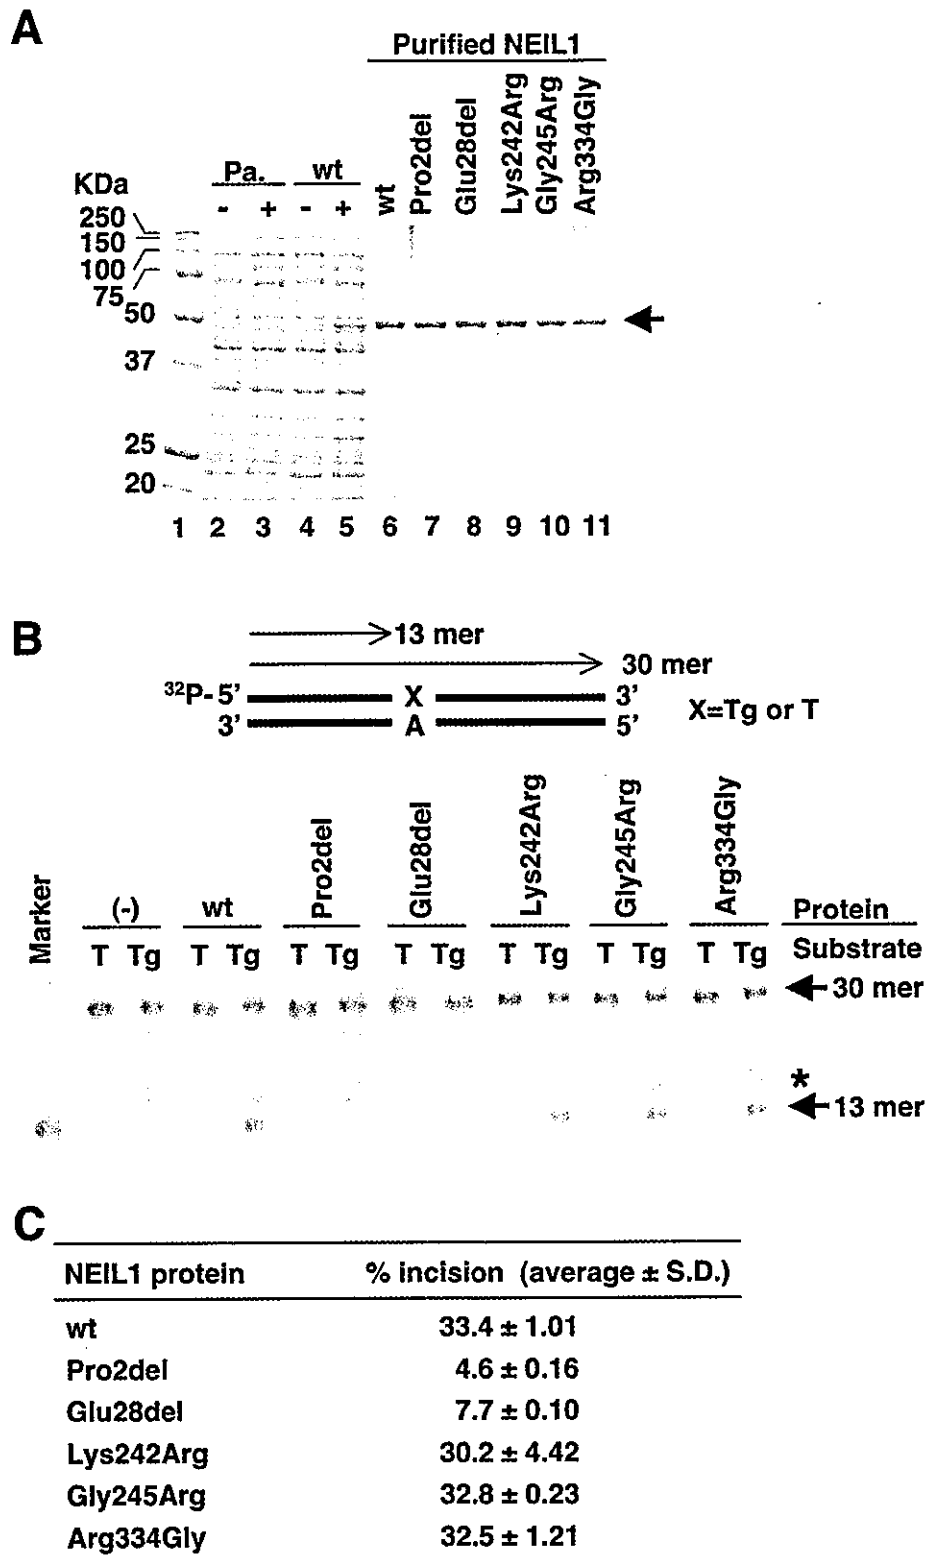 A
Purified NEIL1
Pa. wt
KDa
- + - + wt Pro2del Glu28del Lys242Arg Gly245Arg Arg334Gly
250
150
100
75
50
37
25
20
1 2 3 4 5 6 7 8 9 10 11
B
13 mer
30 mer
32P-5' X 3'
3' A 5'
X=Tg or T
Marker (-) wt Pro2del Glu28del Lys242Arg Gly245Arg Arg334Gly Protein
T Tg T Tg T Tg T Tg T Tg T Tg T Tg Substrate
30 mer
*
13 mer
C
NEIL1 protein % incision (average ± S.D.)
wt 33.4 ± 1.01
Pro2del 4.6 ± 0.16
Glu28del 7.7 ± 0.10
Lys242Arg 30.2 ± 4.42
Gly245Arg 32.8 ± 0.23
Arg334Gly 32.5 ± 1.21